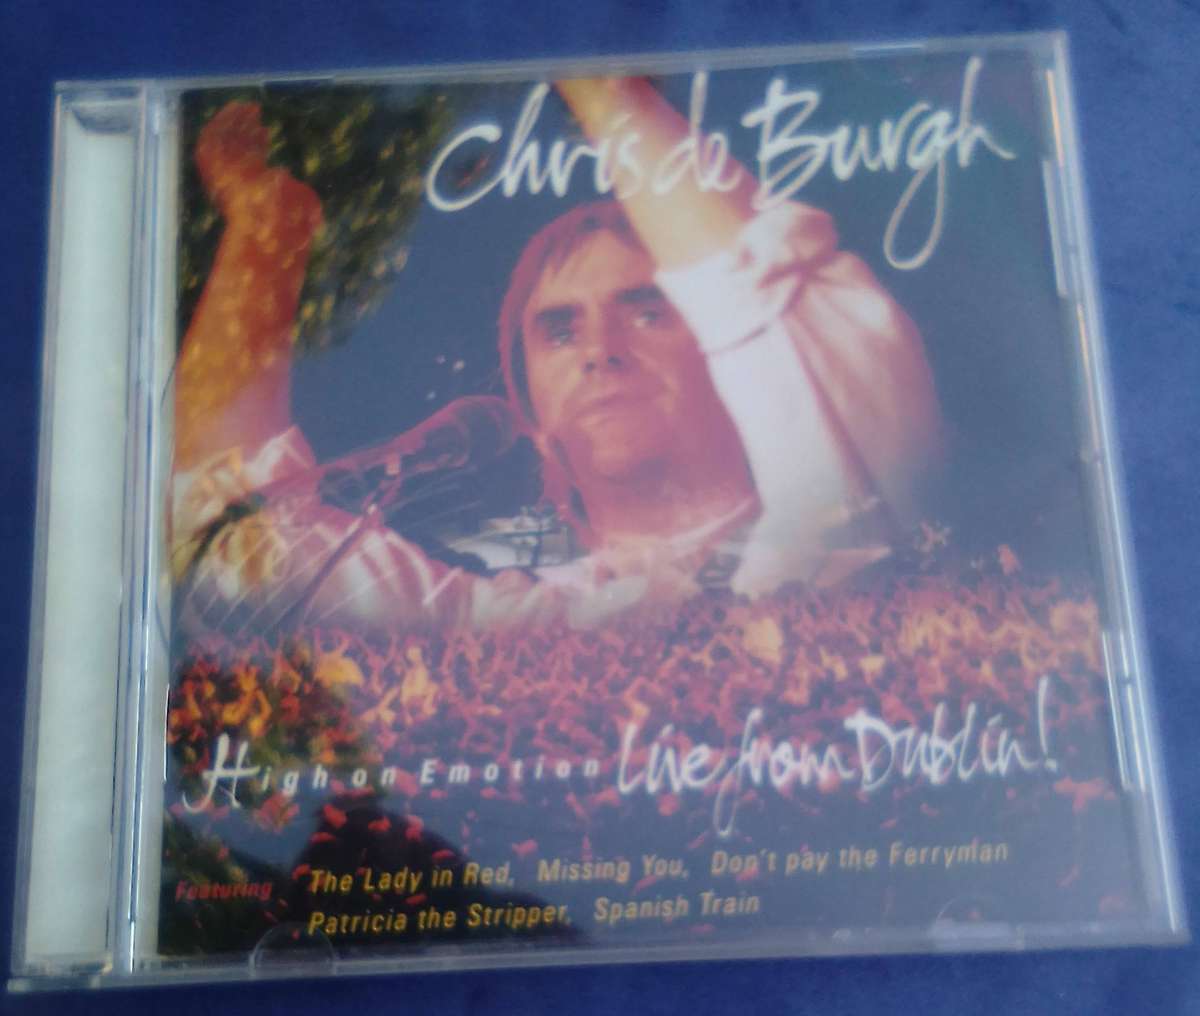 Chris de Burgh
High on Emotion Live from Dublin!
Featuring The Lady in Red, Missing You, Don't pay the Ferryman
Patricia the Stripper, Spanish Train